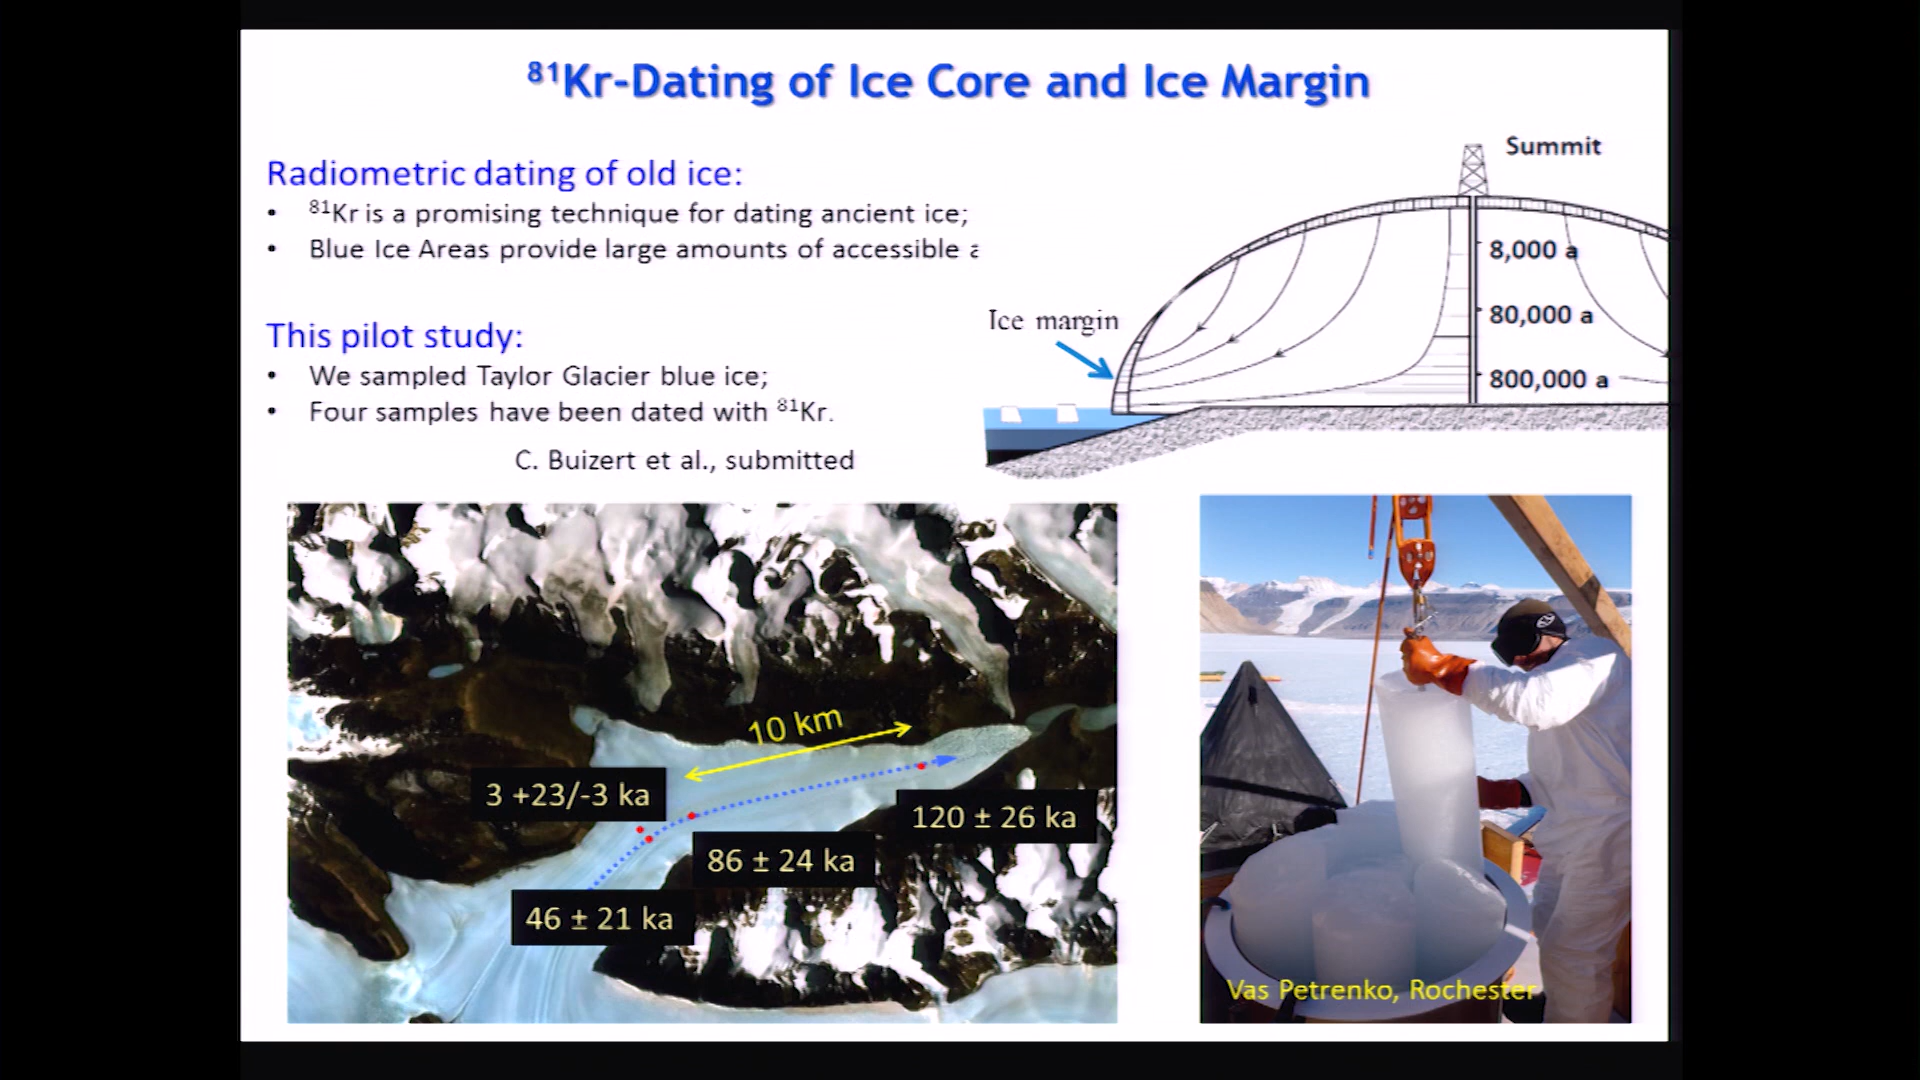 ⁸¹Kr-Dating of Ice Core and Ice Margin
Radiometric dating of old ice:
• ⁸¹Kr is a promising technique for dating ancient ice;
• Blue Ice Areas provide large amounts of accessible
This pilot study:
• We sampled Taylor Glacier blue ice;
• Four samples have been dated with ⁸¹Kr.
C. Buizert et al., submitted
Summit
8,000 a
80,000 a
800,000 a
Ice margin
10 km
3 +23/-3 ka
120 ± 26 ka
86 ± 24 ka
46 ± 21 ka
Vas Petrenko, Rochester